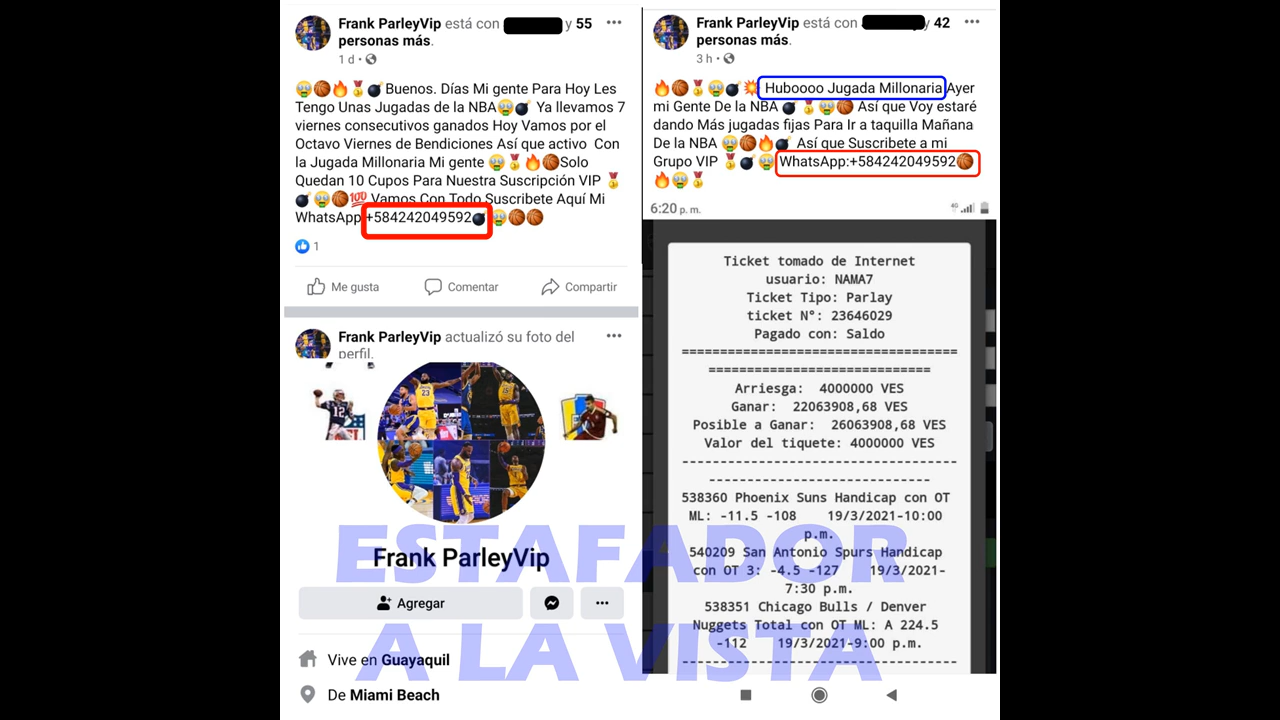 Frank ParleyVip está con y 55
personas más.
1 d
Buenos. Días Mi gente Para Hoy Les
Tengo Unas Jugadas de la NBA🤑💣 Ya llevamos 7
viernes consecutivos ganados Hoy Vamos por el
Octavo Viernes de Bendiciones Así que activo Con
la Jugada Millonaria Mi gente 🤑🏅🔥🏀Solo
Quedan 10 Cupos Para Nuestra Suscripción VIP 🏅
💣🤑🏀💯 Vamos Con Todo Suscribete Aquí Mi
WhatsApp:+584242049592💣🤑🏀🏀
1
Me gusta Comentar Compartir
Frank ParleyVip actualizó su foto del
perfil.
23
12
Frank ParleyVip
Agregar
Vive en Guayaquil
De Miami Beach
Frank ParleyVip está con y 42
personas más.
3 h
🔥🏀🏅🤑💣💥 Huboooo Jugada Millonaria Ayer
mi Gente De la NBA 💣🏅🤑🏀 Así que Voy estaré
dando Más jugadas fijas Para Ir a taquilla Mañana
De la NBA 🤑🏀🔥💣 Así que Suscribete a mi
Grupo VIP 🏅💣🤑 WhatsApp:+584242049592🏀
🔥🤑🏅
6:20 p. m. 4G
Ticket tomado de Internet
usuario: NAMA7
Ticket Tipo: Parlay
ticket N°: 23646029
Pagado con: Saldo
====================================
=============================
Arriesga: 4000000 VES
Ganar: 22063908,68 VES
Posible a Ganar: 26063908,68 VES
Valor del tiquete: 4000000 VES
------------------------------------
-----------------------------
538360 Phoenix Suns Handicap con OT
ML: -11.5 -108 19/3/2021-10:00
p.m.
540209 San Antonio Spurs Handicap
con OT 3: -4.5 -127 19/3/2021-
7:30 p.m.
538351 Chicago Bulls / Denver
Nuggets Total con OT ML: A 224.5
-112 19/3/2021-9:00 p.m.
------------------------------------
ESTAFADOR
A LA VISTA